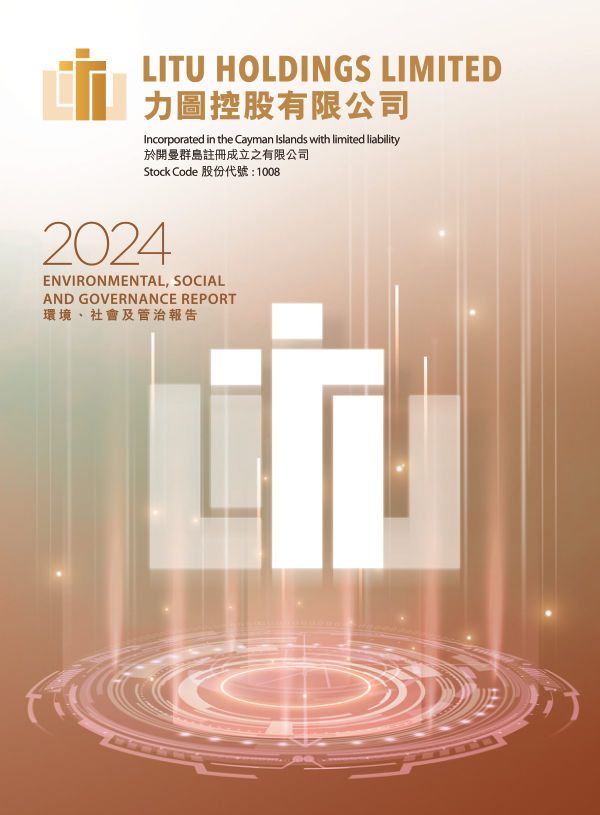 LITU HOLDINGS LIMITED
力圖控股有限公司
Incorporated in the Cayman Islands with limited liability
於開曼群島註冊成立之有限公司
Stock Code 股份代號 : 1008
2024
ENVIRONMENTAL, SOCIAL
AND GOVERNANCE REPORT
環境、社會及管治報告